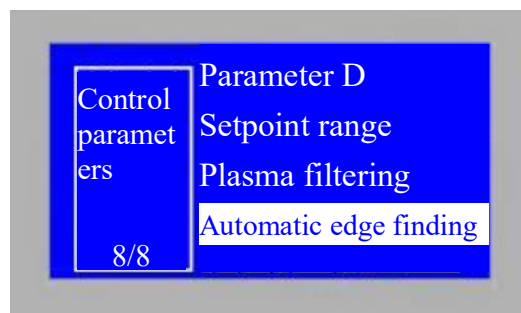 Control
paramet
ers
8/8
Parameter D
Setpoint range
Plasma filtering
Automatic edge finding